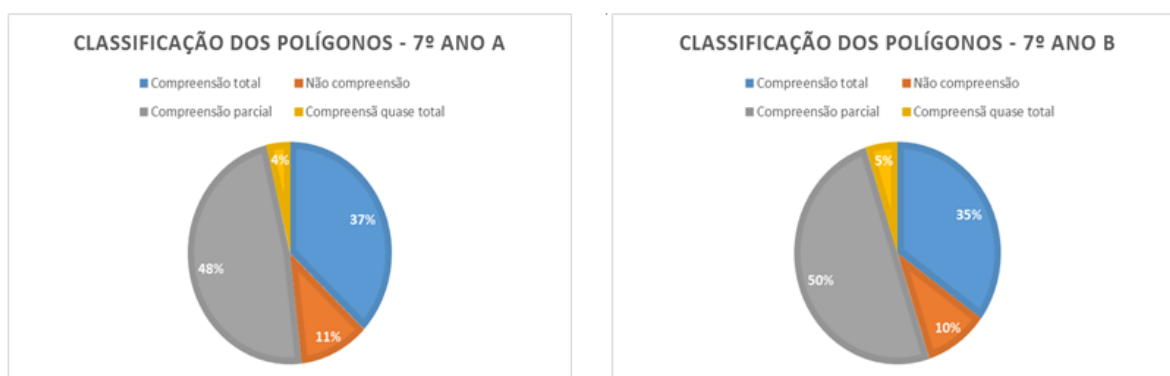 CLASSIFICAÇÃO DOS POLÍGONOS - 7º ANO A
Compreensão total
Não compreensão
Compreensão parcial
Compreensã quase total
4%
37%
48%
11%
CLASSIFICAÇÃO DOS POLÍGONOS - 7º ANO B
Compreensão total
Não compreensão
Compreensão parcial
Compreensã quase total
5%
35%
50%
10%